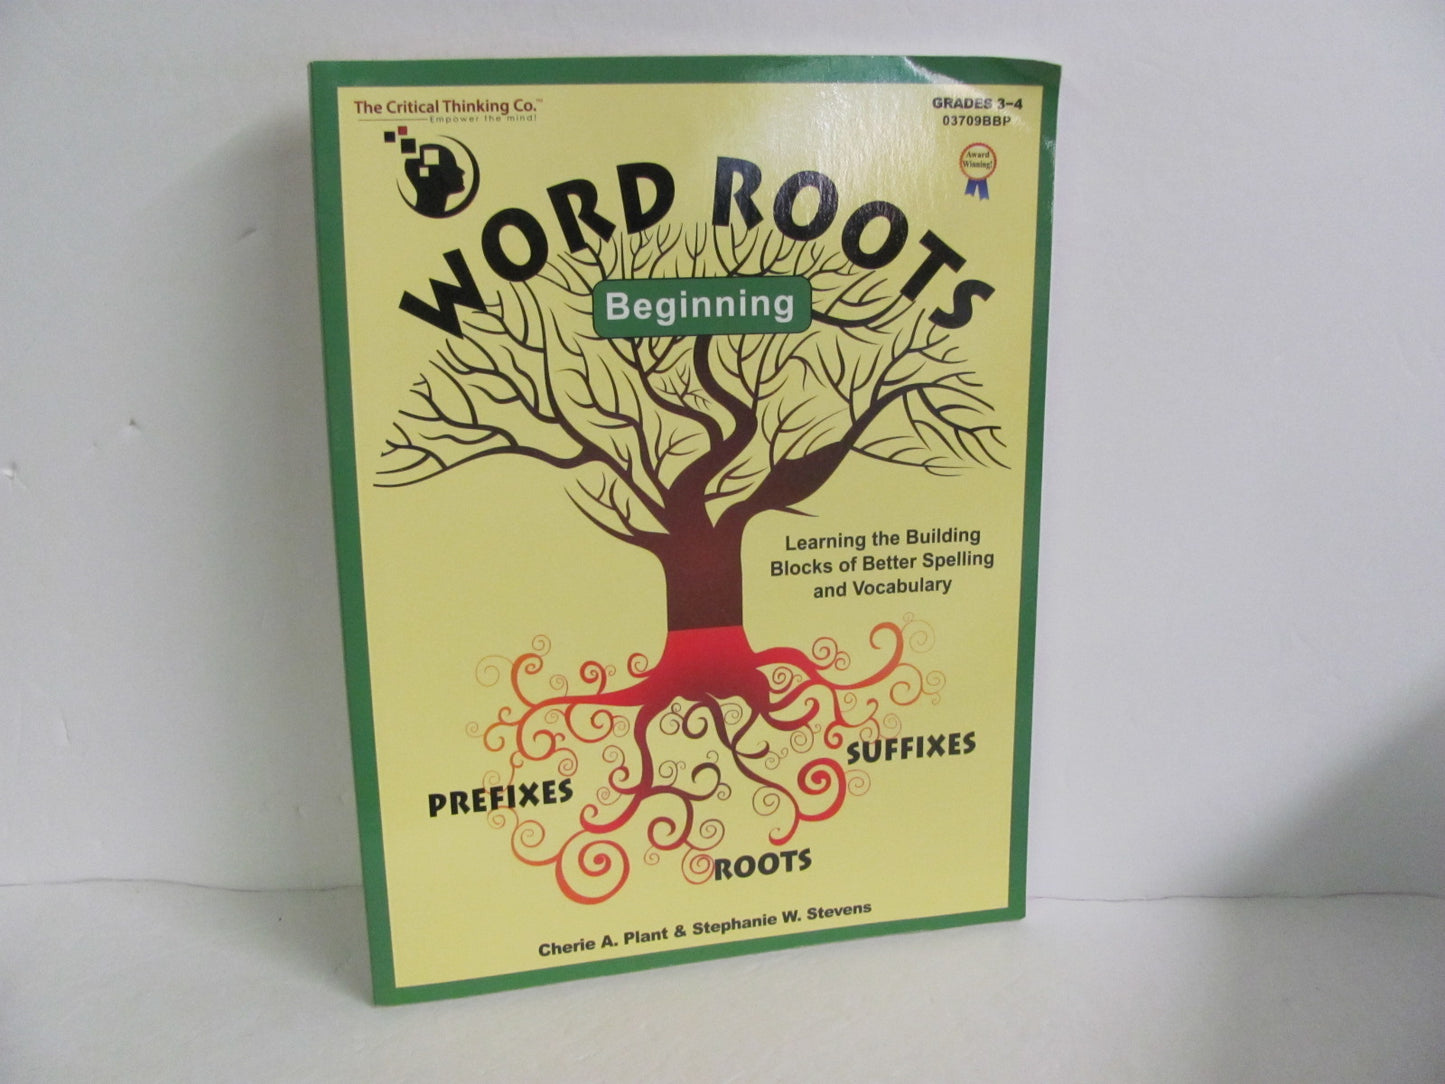 The Critical Thinking Co.™
Empower the mind!
GRADES 3–4
03709BBP
Award
Winning!
WORD ROOTS
Beginning
Learning the Building
Blocks of Better Spelling
and Vocabulary
PREFIXES
SUFFIXES
ROOTS
Cherie A. Plant & Stephanie W. Stevens